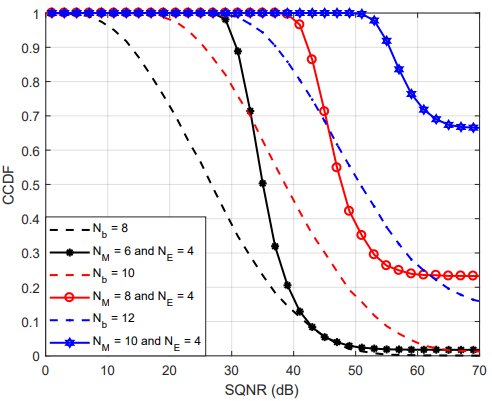 1
0.9
0.8
0.7
0.6
0.5
0.4
0.3
0.2
0.1
0
CCDF
N_b = 8
N_M = 6 and N_E = 4
N_b = 10
N_M = 8 and N_E = 4
N_b = 12
N_M = 10 and N_E = 4
0 10 20 30 40 50 60 70
SQNR (dB)